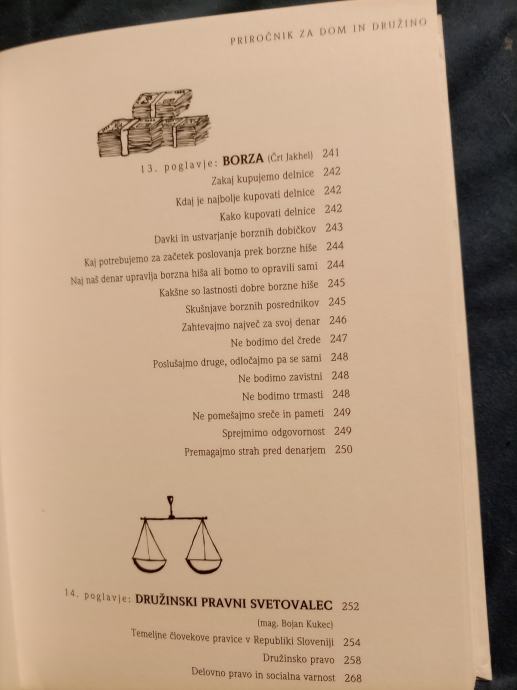 PRIROČNIK ZA DOM IN DRUŽINO
13. poglavje: BORZA (Črt Jakhel) 241
Zakaj kupujemo delnice 242
Kdaj je najbolje kupovati delnice 242
Kako kupovati delnice 242
Davki in ustvarjanje borznih dobičkov 243
Kaj potrebujemo za začetek poslovanja prek borzne hiše 244
Naj naš denar upravlja borzna hiša ali bomo to opravili sami 244
Kakšne so lastnosti dobre borzne hiše 245
Skušnjave borznih posrednikov 245
Zahtevajmo največ za svoj denar 246
Ne bodimo del črede 247
Poslušajmo druge, odločajmo pa se sami 248
Ne bodimo zavistni 248
Ne bodimo trmasti 248
Ne pomešajmo sreče in pameti 249
Sprejmimo odgovornost 249
Premagajmo strah pred denarjem 250
14. poglavje: DRUŽINSKI PRAVNI SVETOVALEC 252
(mag. Bojan Kukec)
Temeljne človekove pravice v Republiki Sloveniji 254
Družinsko pravo 258
Delovno pravo in socialna varnost 268